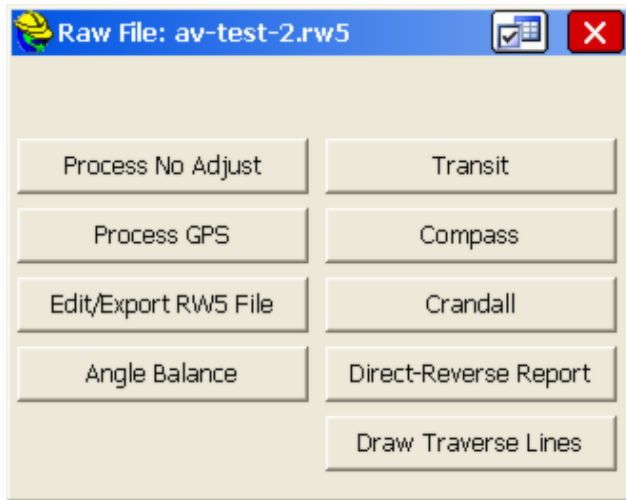 Raw File: av-test-2.rw5
Process No Adjust
Transit
Process GPS
Compass
Edit/Export RW5 File
Crandall
Angle Balance
Direct-Reverse Report
Draw Traverse Lines